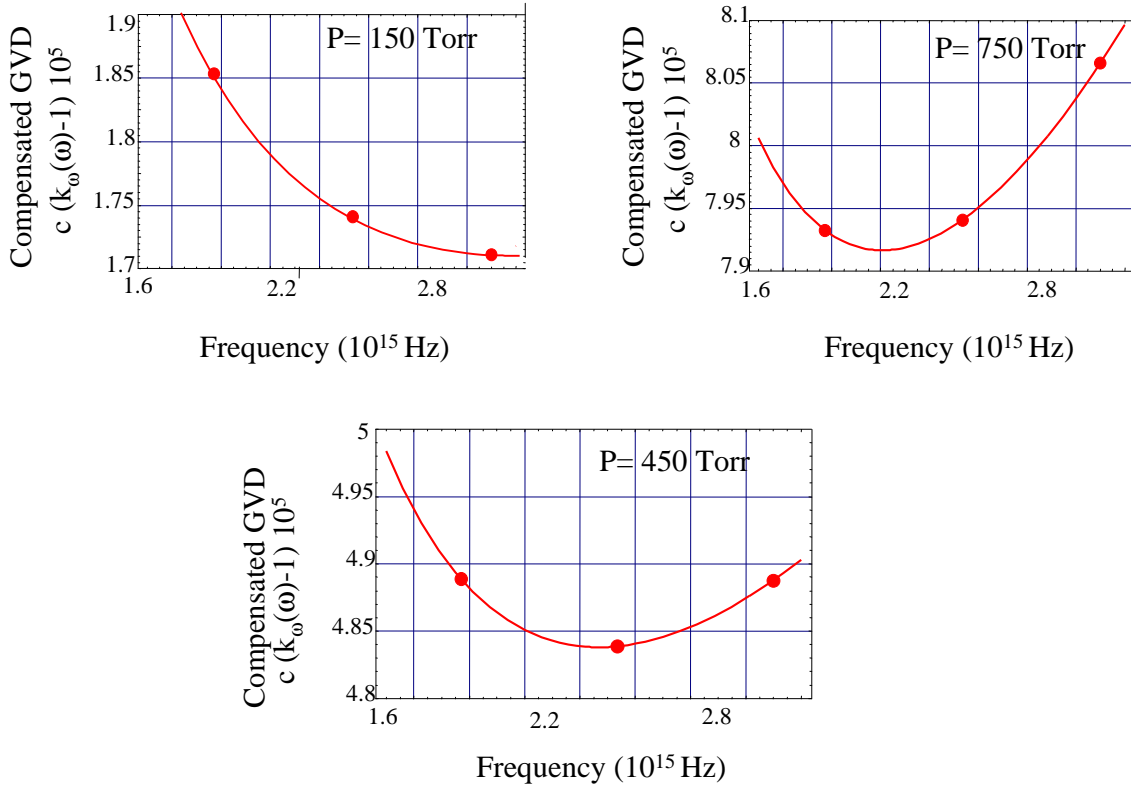 P= 150 Torr
Compensated GVD
c (kω(ω)-1) 10⁵
1.9
1.85
1.8
1.75
1.7
1.6
2.2
2.8
Frequency (10¹⁵ Hz)
P= 750 Torr
Compensated GVD
c (kω(ω)-1) 10⁵
8.1
8.05
8
7.95
7.9
1.6
2.2
2.8
Frequency (10¹⁵ Hz)
P= 450 Torr
Compensated GVD
c (kω(ω)-1) 10⁵
5
4.95
4.9
4.85
4.8
1.6
2.2
2.8
Frequency (10¹⁵ Hz)